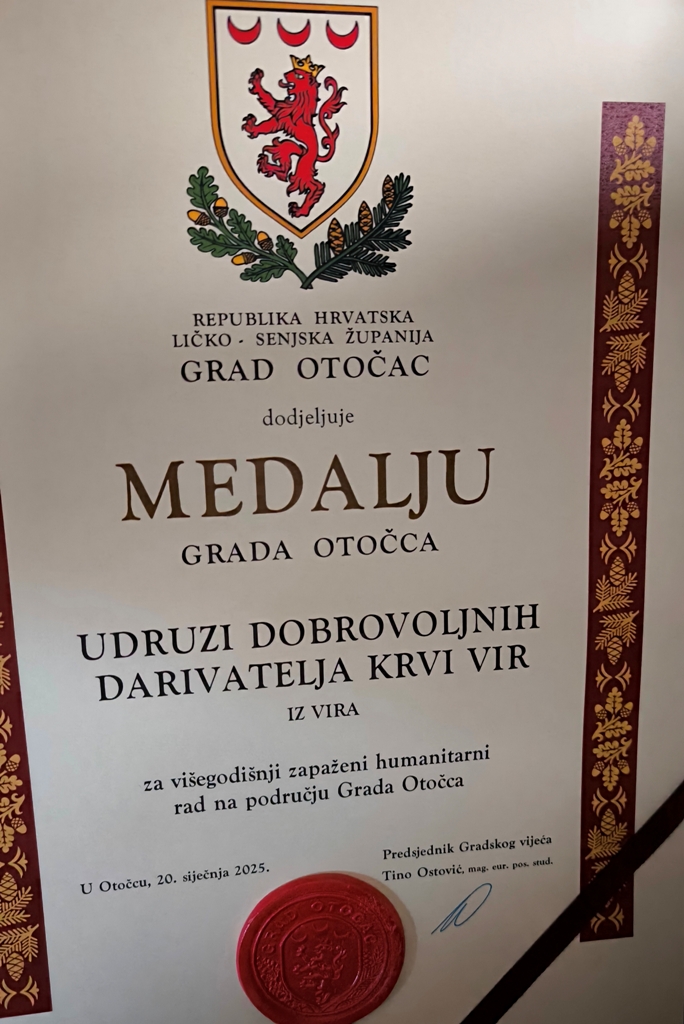 REPUBLIKA HRVATSKA
LIČKO - SENJSKA ŽUPANIJA
GRAD OTOČAC
dodjeljuje
MEDALJU
GRADA OTOČCA
UDRUZI DOBROVOLJNIH
DARIVATELJA KRVI VIR
IZ VIRA
za višegodišnji zapaženi humanitarni
rad na području Grada Otočca
U Otočcu, 20. siječnja 2025.
Predsjednik Gradskog vijeća
Tino Ostović, mag. eur. pos. stud.
GRAD OTOČAC